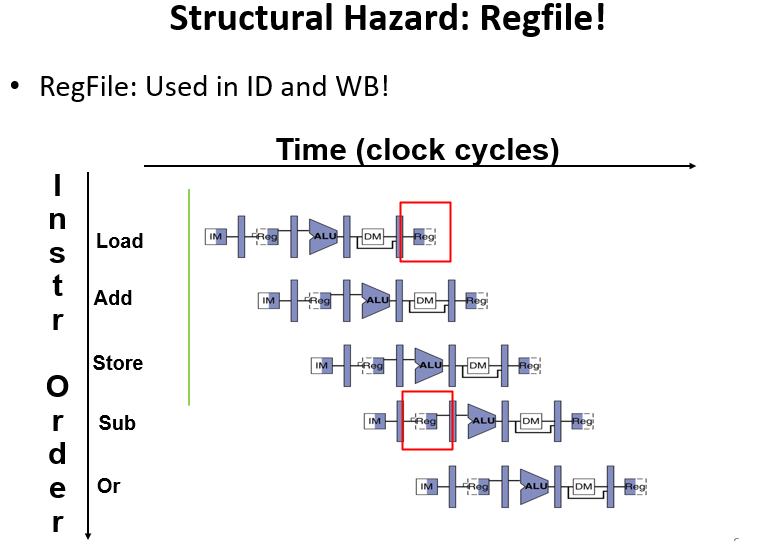 Structural Hazard: Regfile!
• RegFile: Used in ID and WB!
Time (clock cycles)
Instr Order
Load
IM Reg ALU DM Reg
Add
IM Reg ALU DM Reg
Store
IM Reg ALU DM Reg
Sub
IM Reg ALU DM Reg
Or
IM Reg ALU DM Reg